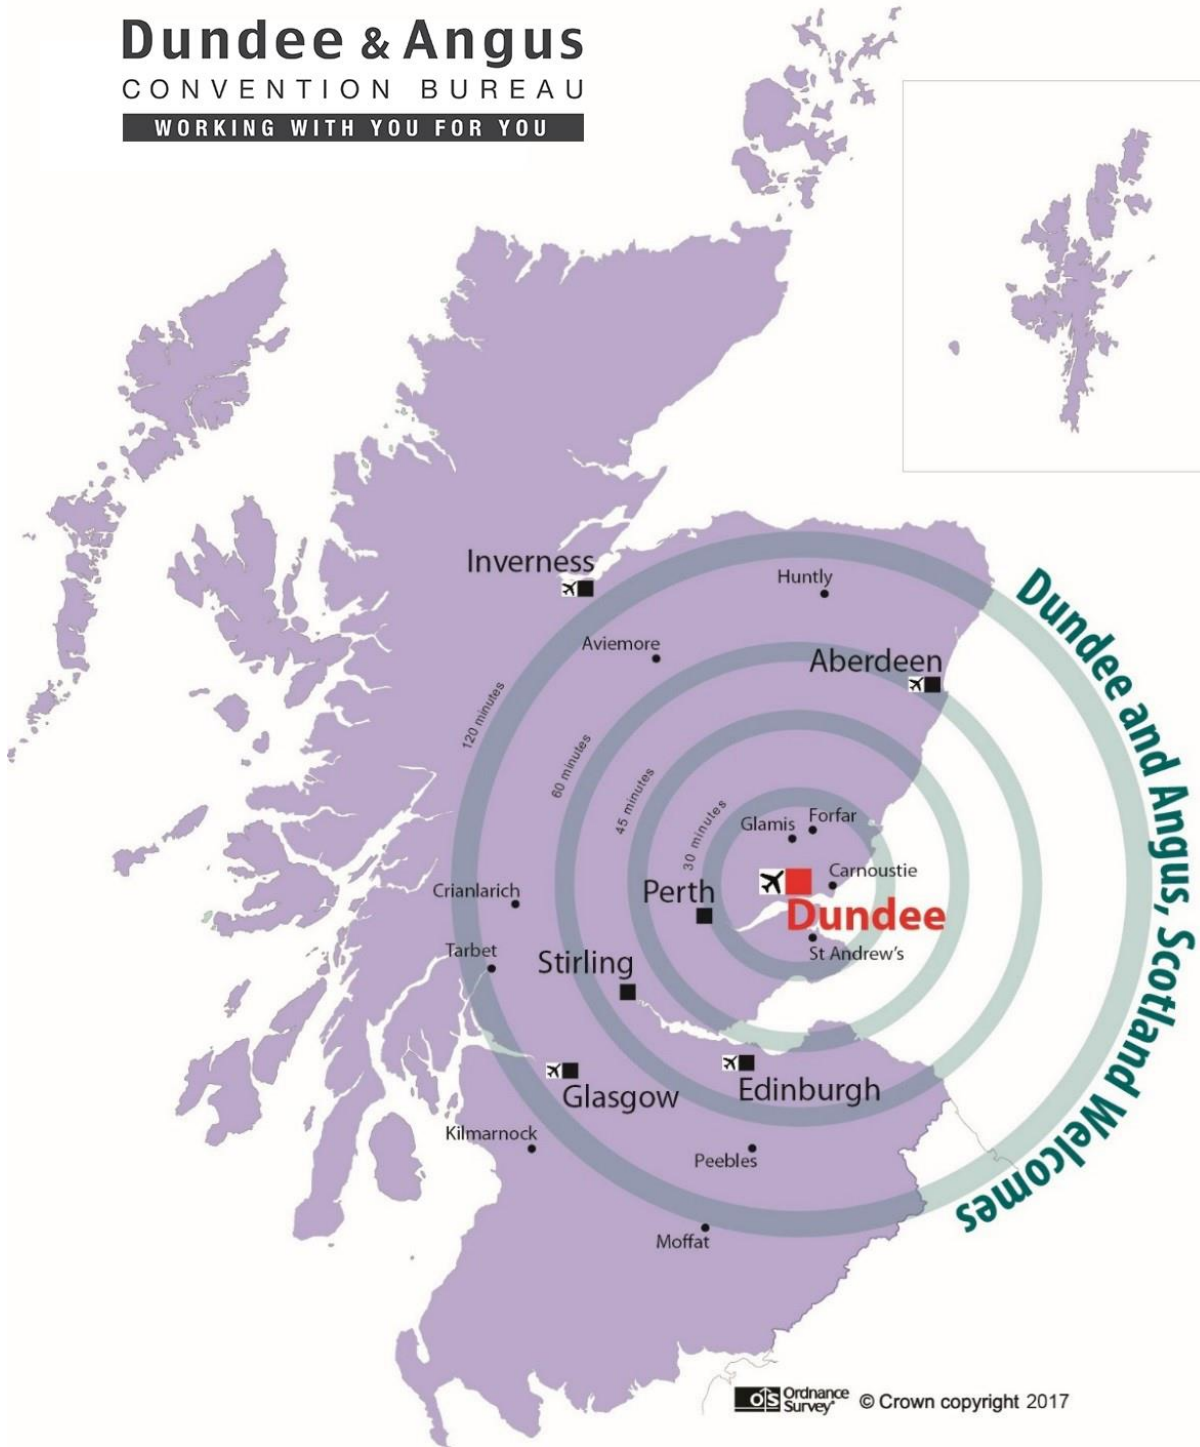 Dundee & Angus
CONVENTION BUREAU
WORKING WITH YOU FOR YOU
Inverness
Huntly
Aviemore
Aberdeen
120 minutes
60 minutes
45 minutes
30 minutes
Glamis
Forfar
Carnoustie
Crianlarich
Perth
Dundee
Tarbet
Stirling
St Andrew's
Glasgow
Edinburgh
Kilmarnock
Peebles
Moffat
Dundee and Angus, Scotland Welcomes
OS
Ordnance
Survey
© Crown copyright 2017